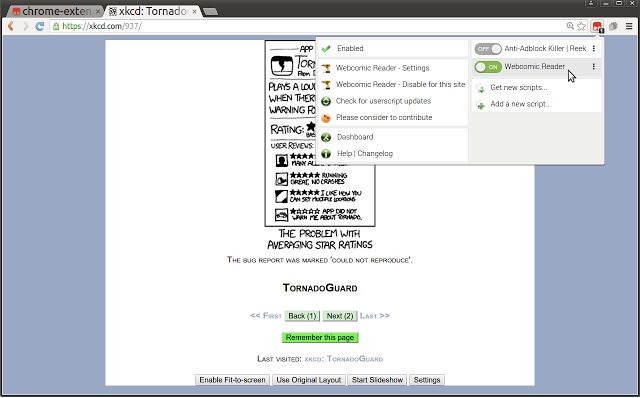 chrome-exten
xkcd: Tornado
https://xkcd.com/937/
Enabled
Webcomic Reader - Settings
Webcomic Reader - Disable for this site
Check for userscript updates
Please consider to contribute
Dashboard
Help | Changelog
OFF Anti-Adblock Killer | Reek
ON Webcomic Reader
Get new scripts...
Add a new script...
APP
TOR
FROM D
PLAYS A LOUD
WHEN THER
WARN
RATING:
BAS
USER REVIEWS:
MANY AL
RUNNING
GREAT, NO CRASHES
I LIKE HOW YOU
CAN SET MULTIPLE LOCATIONS
APP DID NOT
WARN ME ABOUT TORNADO.
THE PROBLEM WITH
AVERAGING STAR RATINGS
THE BUG REPORT WAS MARKED 'COULD NOT REPRODUCE'.
TORNADOGUARD
<< FIRST Back (1) Next (2) LAST >>
Remember this page
LAST VISITED: XKCD: TORNADOGUARD
Enable Fit-to-screen Use Original Layout Start Slideshow Settings